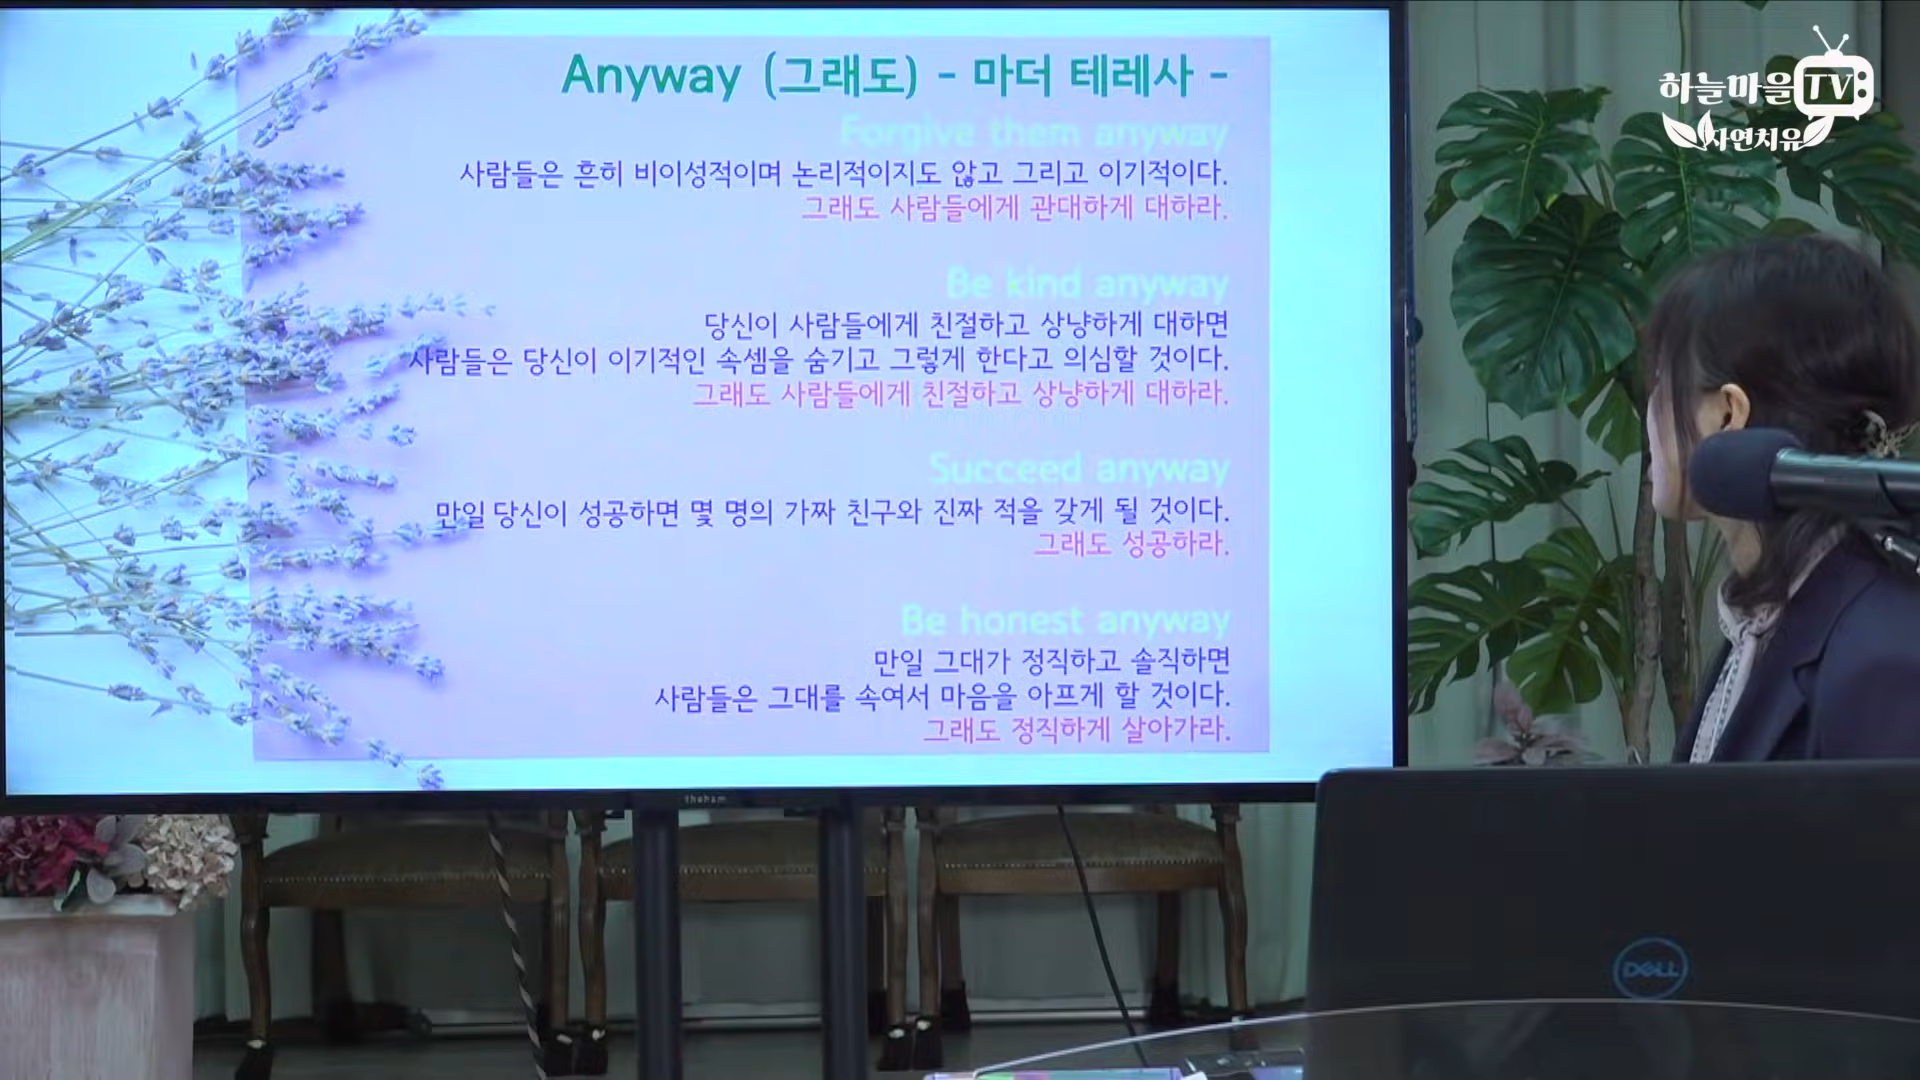 Anyway (그래도) - 마더 테레사 -
Forgive them anyway
사람들은 흔히 비이성적이며 논리적이지도 않고 그리고 이기적이다.
그래도 사람들에게 관대하게 대하라.
Be kind anyway
당신이 사람들에게 친절하고 상냥하게 대하면
사람들은 당신이 이기적인 속셈을 숨기고 그렇게 한다고 의심할 것이다.
그래도 사람들에게 친절하고 상냥하게 대하라.
Succeed anyway
만일 당신이 성공하면 몇 명의 가짜 친구와 진짜 적을 갖게 될 것이다.
그래도 성공하라.
Be honest anyway
만일 그대가 정직하고 솔직하면
사람들은 그대를 속여서 마음을 아프게 할 것이다.
그래도 정직하게 살아가라.
하늘마을 TV
자연치유
theham
DELL